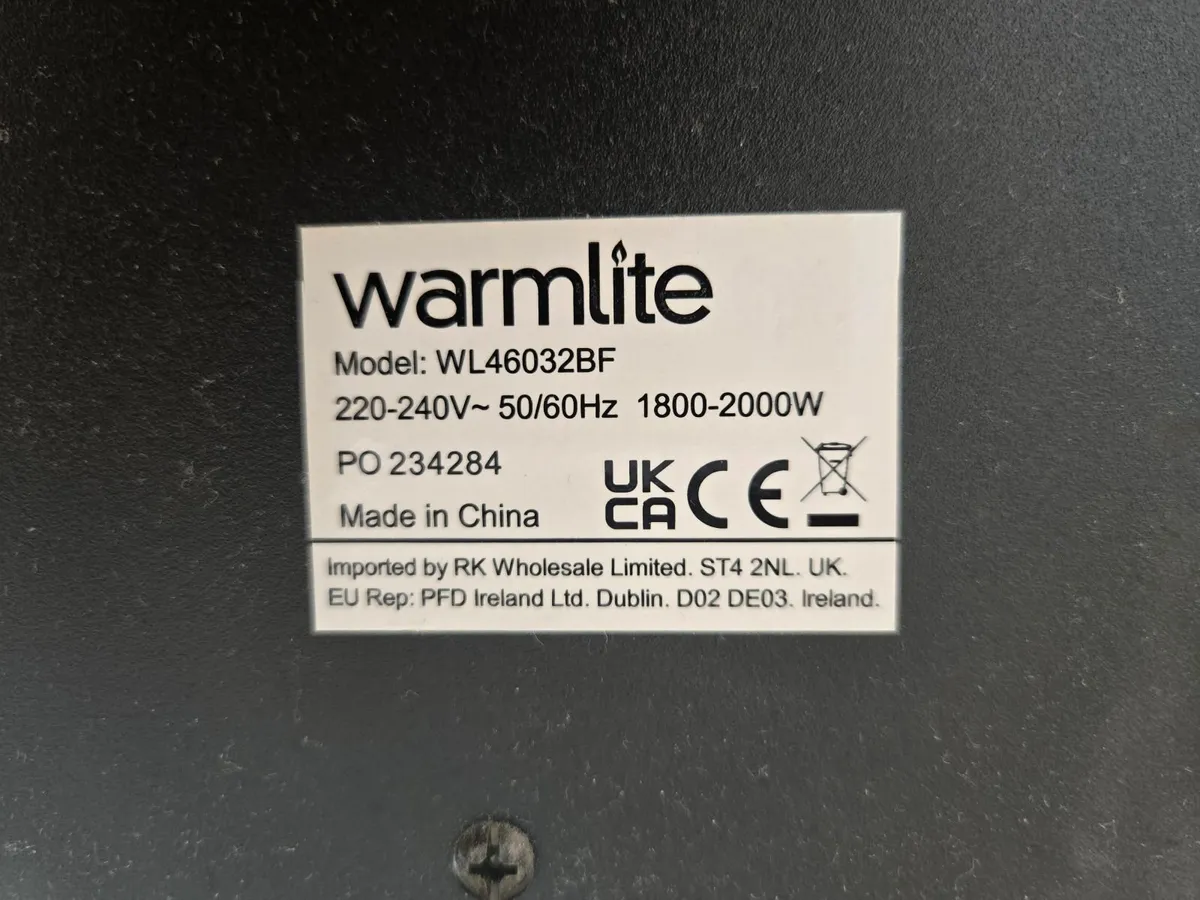 warmlite
Model: WL46032BF
220-240V~ 50/60Hz 1800-2000W
PO 234284
UK
CA CE
Made in China
Imported by RK Wholesale Limited. ST4 2NL. UK.
EU Rep: PFD Ireland Ltd. Dublin. D02 DE03. Ireland.